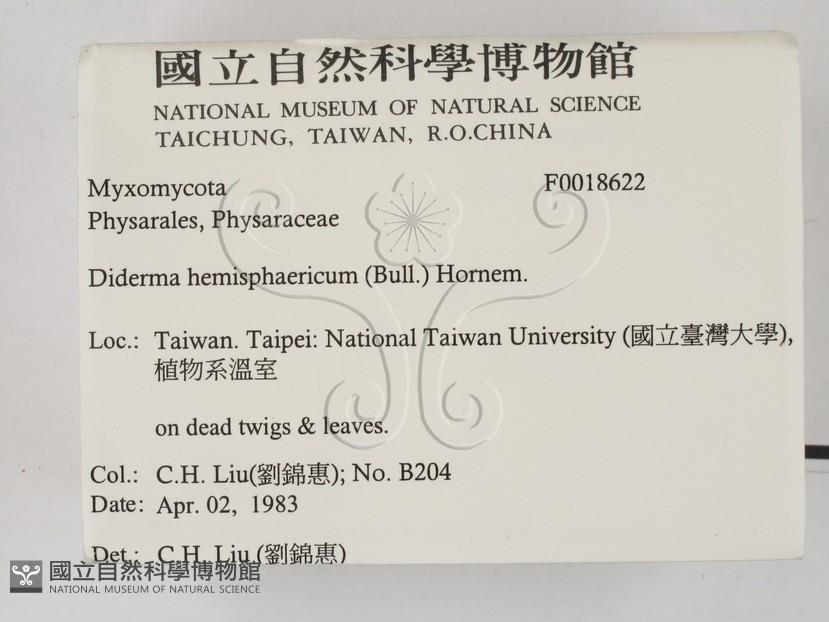 國立自然科學博物館
NATIONAL MUSEUM OF NATURAL SCIENCE
TAICHUNG, TAIWAN, R.O.CHINA
Myxomycota F0018622
Physarales, Physaraceae
Diderma hemisphaericum (Bull.) Hornem.
Loc.: Taiwan. Taipei: National Taiwan University (國立臺灣大學),
植物系溫室
on dead twigs & leaves.
Col.: C.H. Liu(劉錦惠); No. B204
Date: Apr. 02, 1983
Det.: C.H. Liu (劉錦惠)
國立自然科學博物館
NATIONAL MUSEUM OF NATURAL SCIENCE